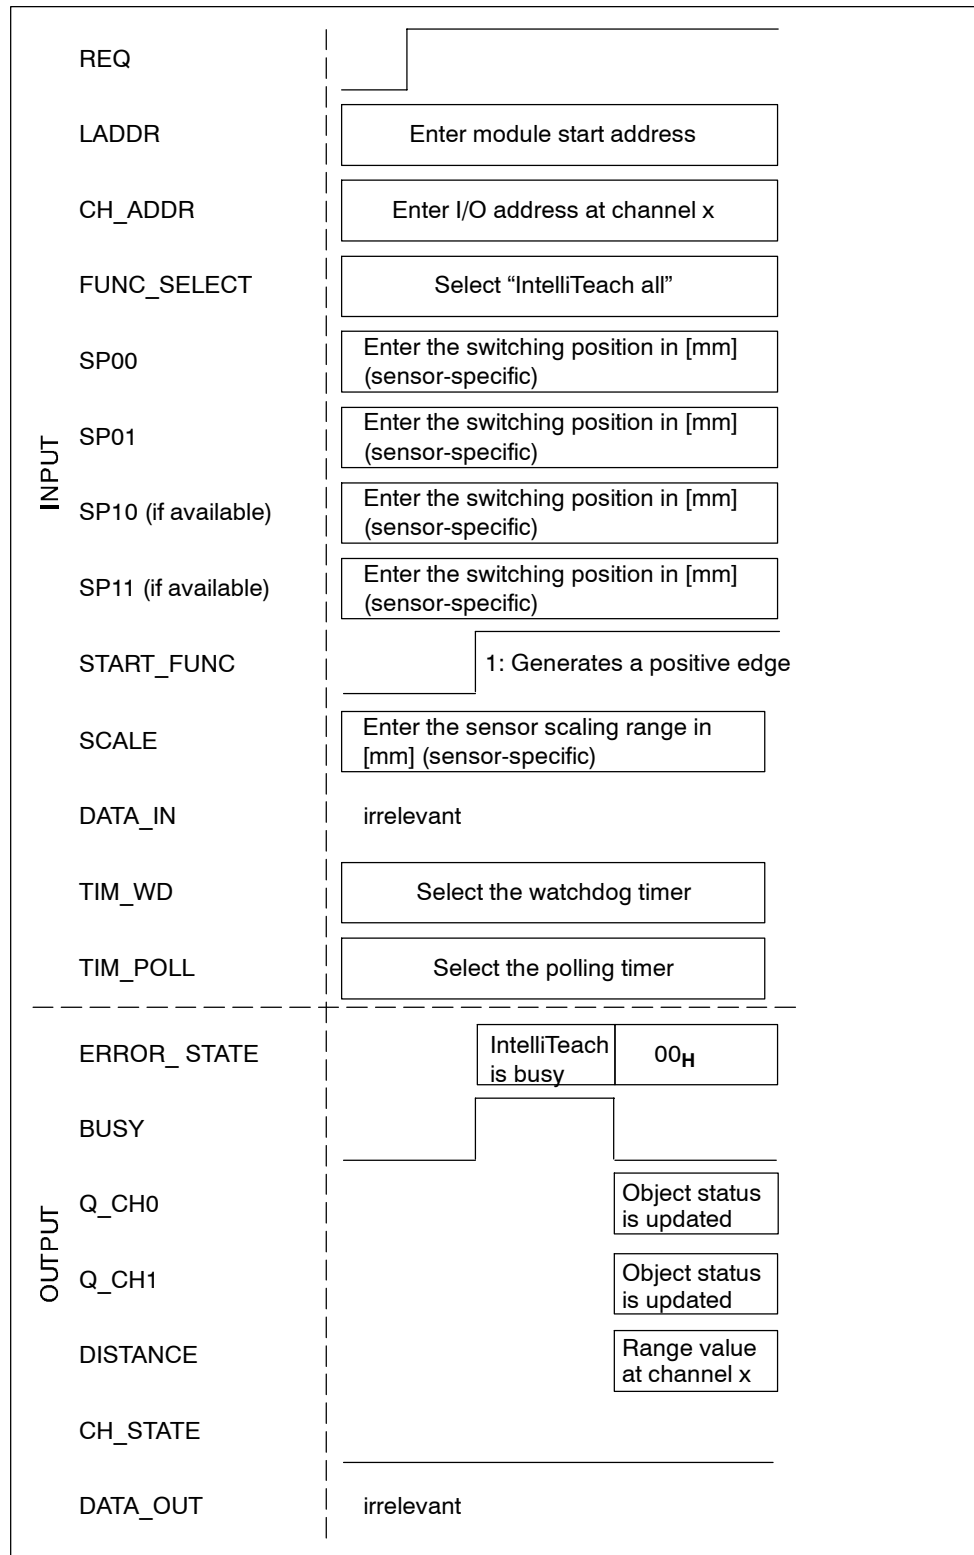 REQ
LADDR
Enter module start address
CH_ADDR
Enter I/O address at channel x
FUNC_SELECT
Select “IntelliTeach all”
SP00
Enter the switching position in [mm]
(sensor-specific)
SP01
Enter the switching position in [mm]
(sensor-specific)
INPUT
SP10 (if available)
Enter the switching position in [mm]
(sensor-specific)
SP11 (if available)
Enter the switching position in [mm]
(sensor-specific)
START_FUNC
1: Generates a positive edge
SCALE
Enter the sensor scaling range in
[mm] (sensor-specific)
DATA_IN
irrelevant
TIM_WD
Select the watchdog timer
TIM_POLL
Select the polling timer
ERROR_ STATE
IntelliTeach
is busy
00H
BUSY
Q_CH0
Object status
is updated
OUTPUT
Q_CH1
Object status
is updated
DISTANCE
Range value
at channel x
CH_STATE
DATA_OUT
irrelevant